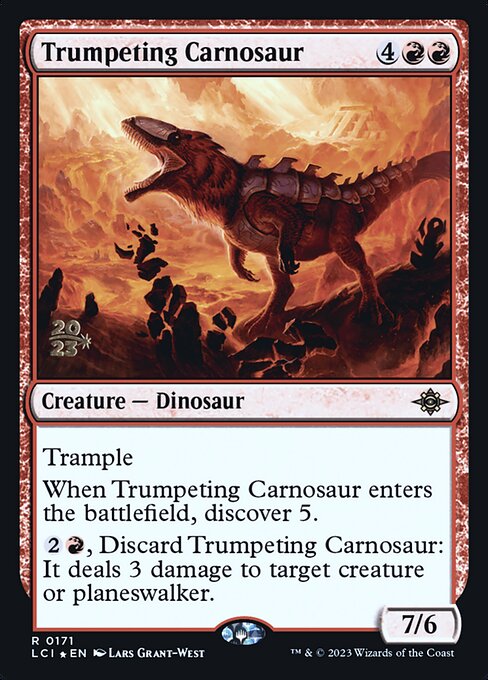 Trumpeting Carnosaur 4
20
23
Creature — Dinosaur
Trample
When Trumpeting Carnosaur enters
the battlefield, discover 5.
2 , Discard Trumpeting Carnosaur:
It deals 3 damage to target creature
or planeswalker.
7/6
R 0171
LCI ★ EN Lars Grant-West
™ & © 2023 Wizards of the Coast